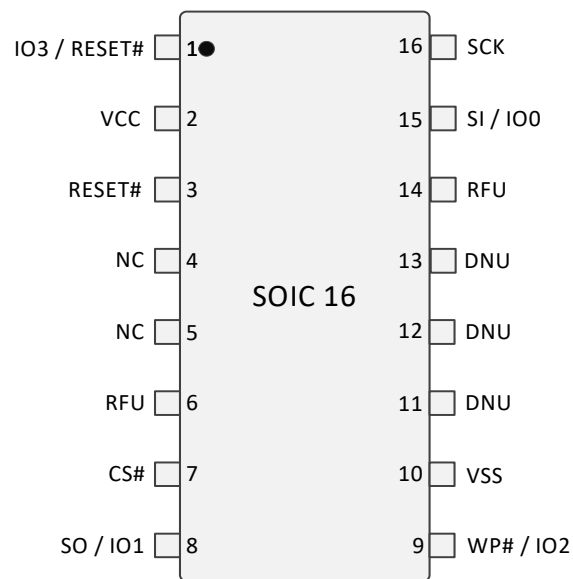 IO3 / RESET# 1 16 SCK
VCC 2 15 SI / IO0
RESET# 3 14 RFU
NC 4 13 DNU
SOIC 16
NC 5 12 DNU
RFU 6 11 DNU
CS# 7 10 VSS
SO / IO1 8 9 WP# / IO2